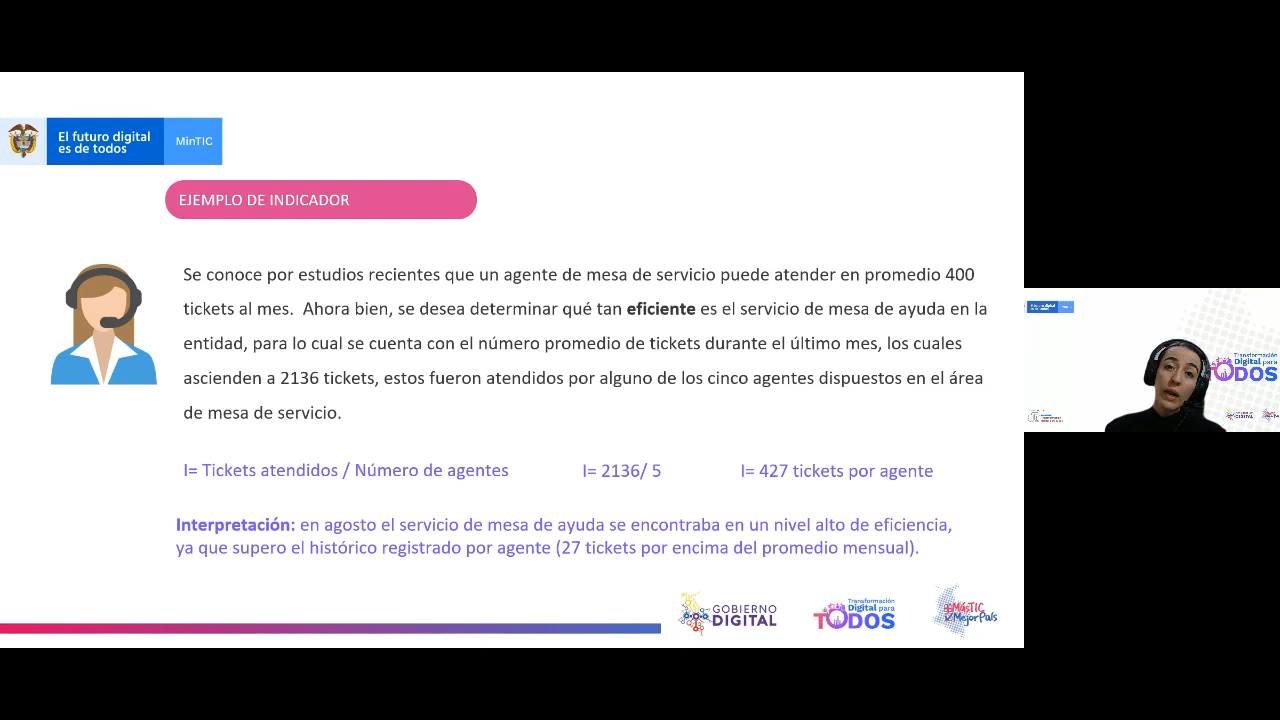 El futuro digital
es de todos
MinTIC
EJEMPLO DE INDICADOR
Se conoce por estudios recientes que un agente de mesa de servicio puede atender en promedio 400
tickets al mes. Ahora bien, se desea determinar qué tan eficiente es el servicio de mesa de ayuda en la
entidad, para lo cual se cuenta con el número promedio de tickets durante el último mes, los cuales
ascienden a 2136 tickets, estos fueron atendidos por alguno de los cinco agentes dispuestos en el área
de mesa de servicio.
I= Tickets atendidos / Número de agentes I= 2136/ 5 I= 427 tickets por agente
Interpretación: en agosto el servicio de mesa de ayuda se encontraba en un nivel alto de eficiencia,
ya que supero el histórico registrado por agente (27 tickets por encima del promedio mensual).
GOBIERNO
DIGITAL
Transformación
Digital para
TODOS
+MásTIC
MejorPaís
Transformación
Digital para
TODOS